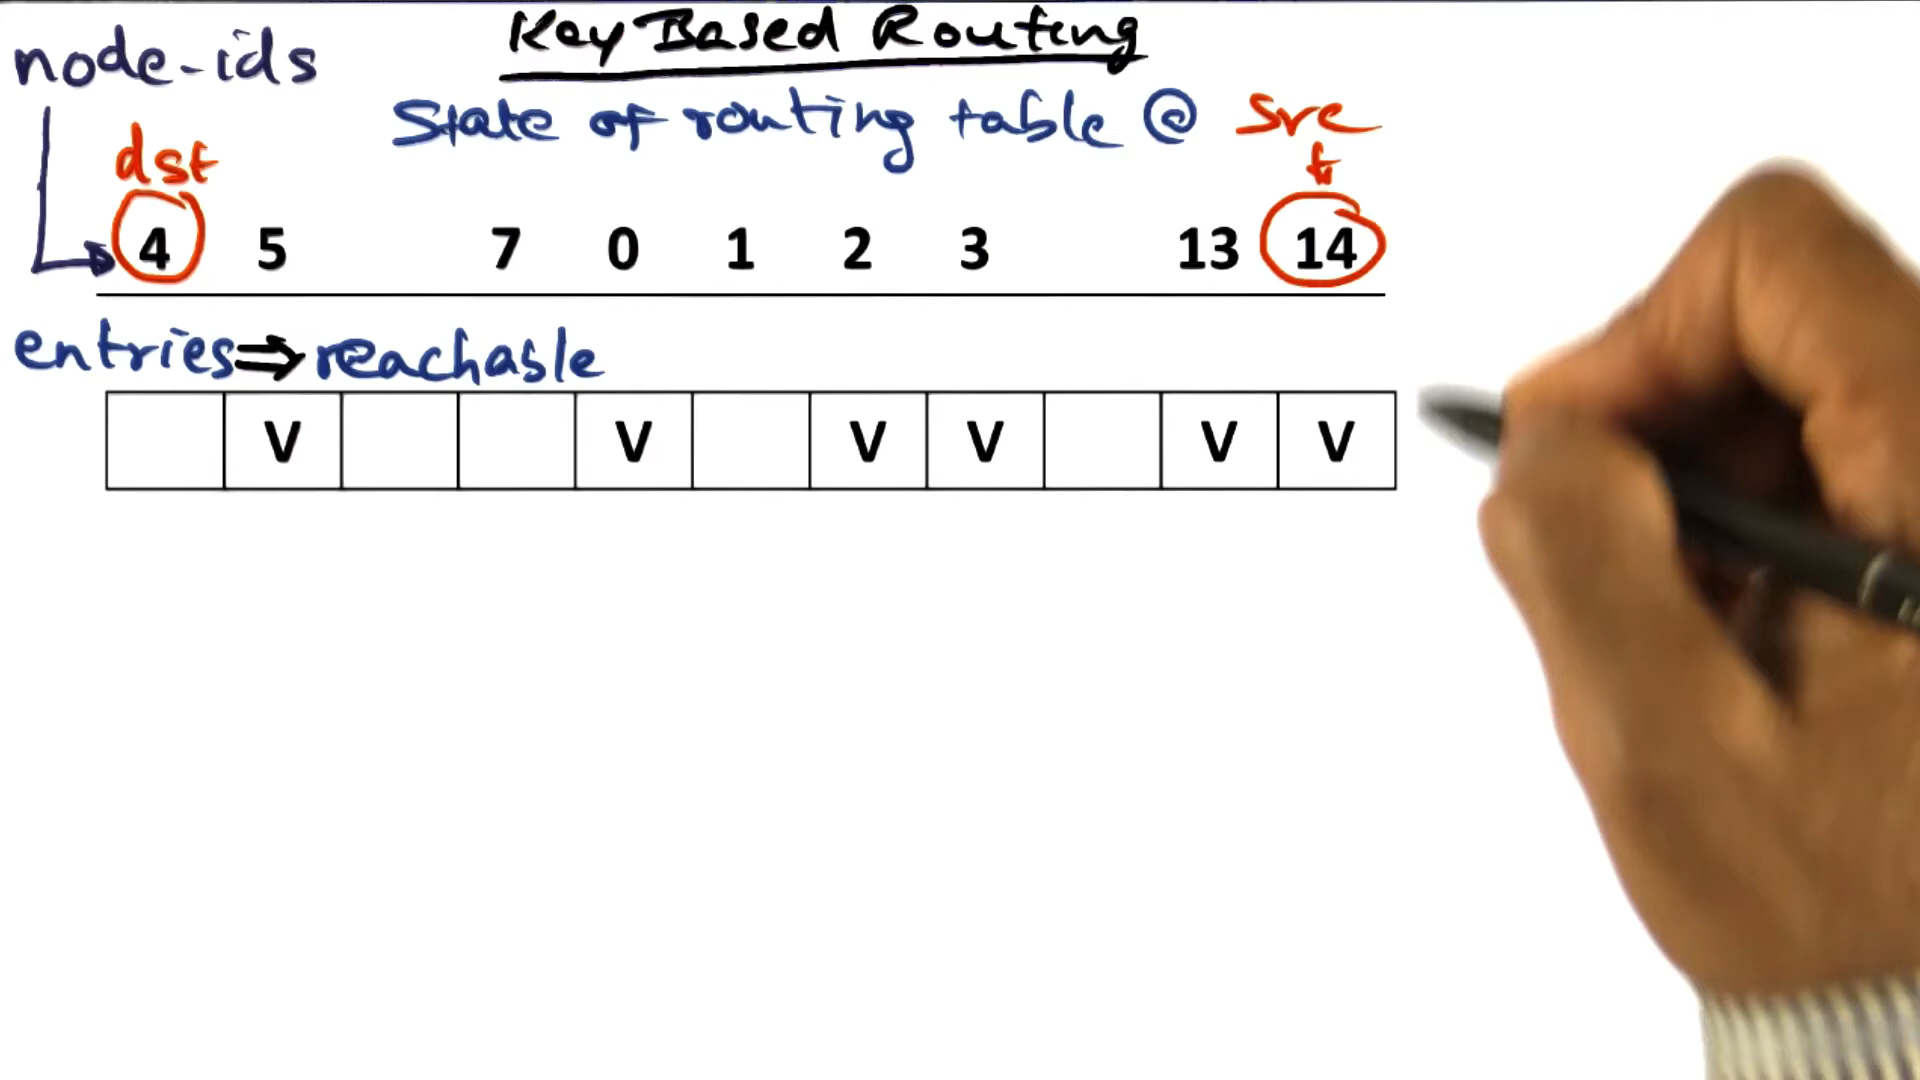 Key Based Routing
node-ids
State of routing table @ src
dst
4 5 7 0 1 2 3 13 14
entries⇒reachable
V V V V V V